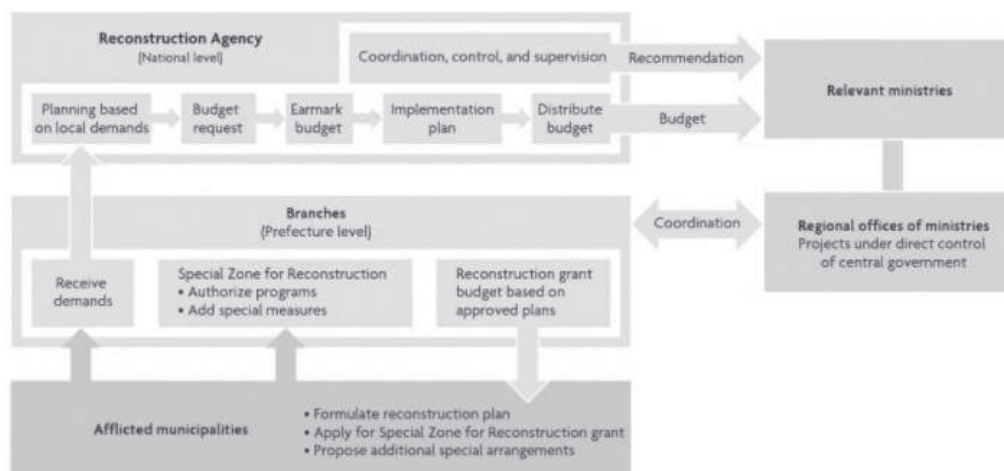 Reconstruction Agency
(National level)
Coordination, control, and supervision
Recommendation
Relevant ministries
Planning based
on local demands
Budget
request
Earmark
budget
Implementation
plan
Distribute
budget
Budget
Branches
(Prefecture level)
Coordination
Regional offices of ministries
Projects under direct control
of central government
Receive
demands
Special Zone for Reconstruction
• Authorize programs
• Add special measures
Reconstruction grant
budget based on
approved plans
Afflicted municipalities
• Formulate reconstruction plan
• Apply for Special Zone for Reconstruction grant
• Propose additional special arrangements